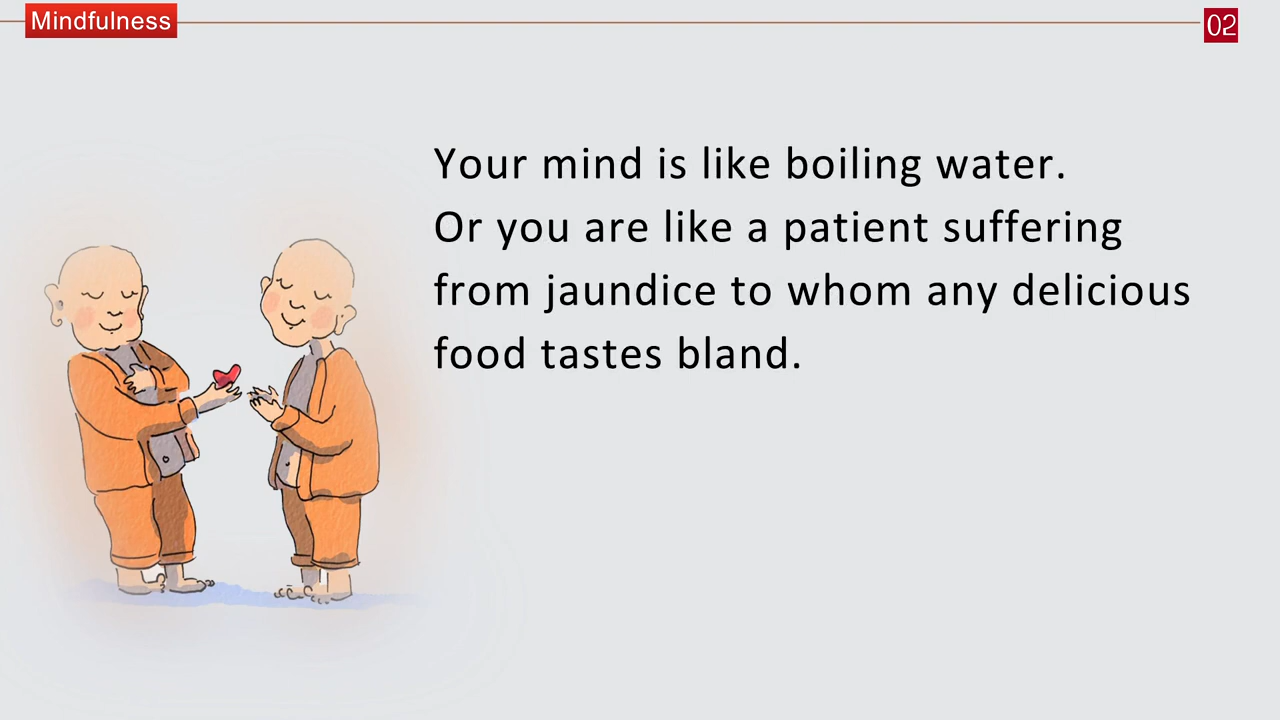 Mindfulness
02
Your mind is like boiling water.
Or you are like a patient suffering
from jaundice to whom any delicious
food tastes bland.